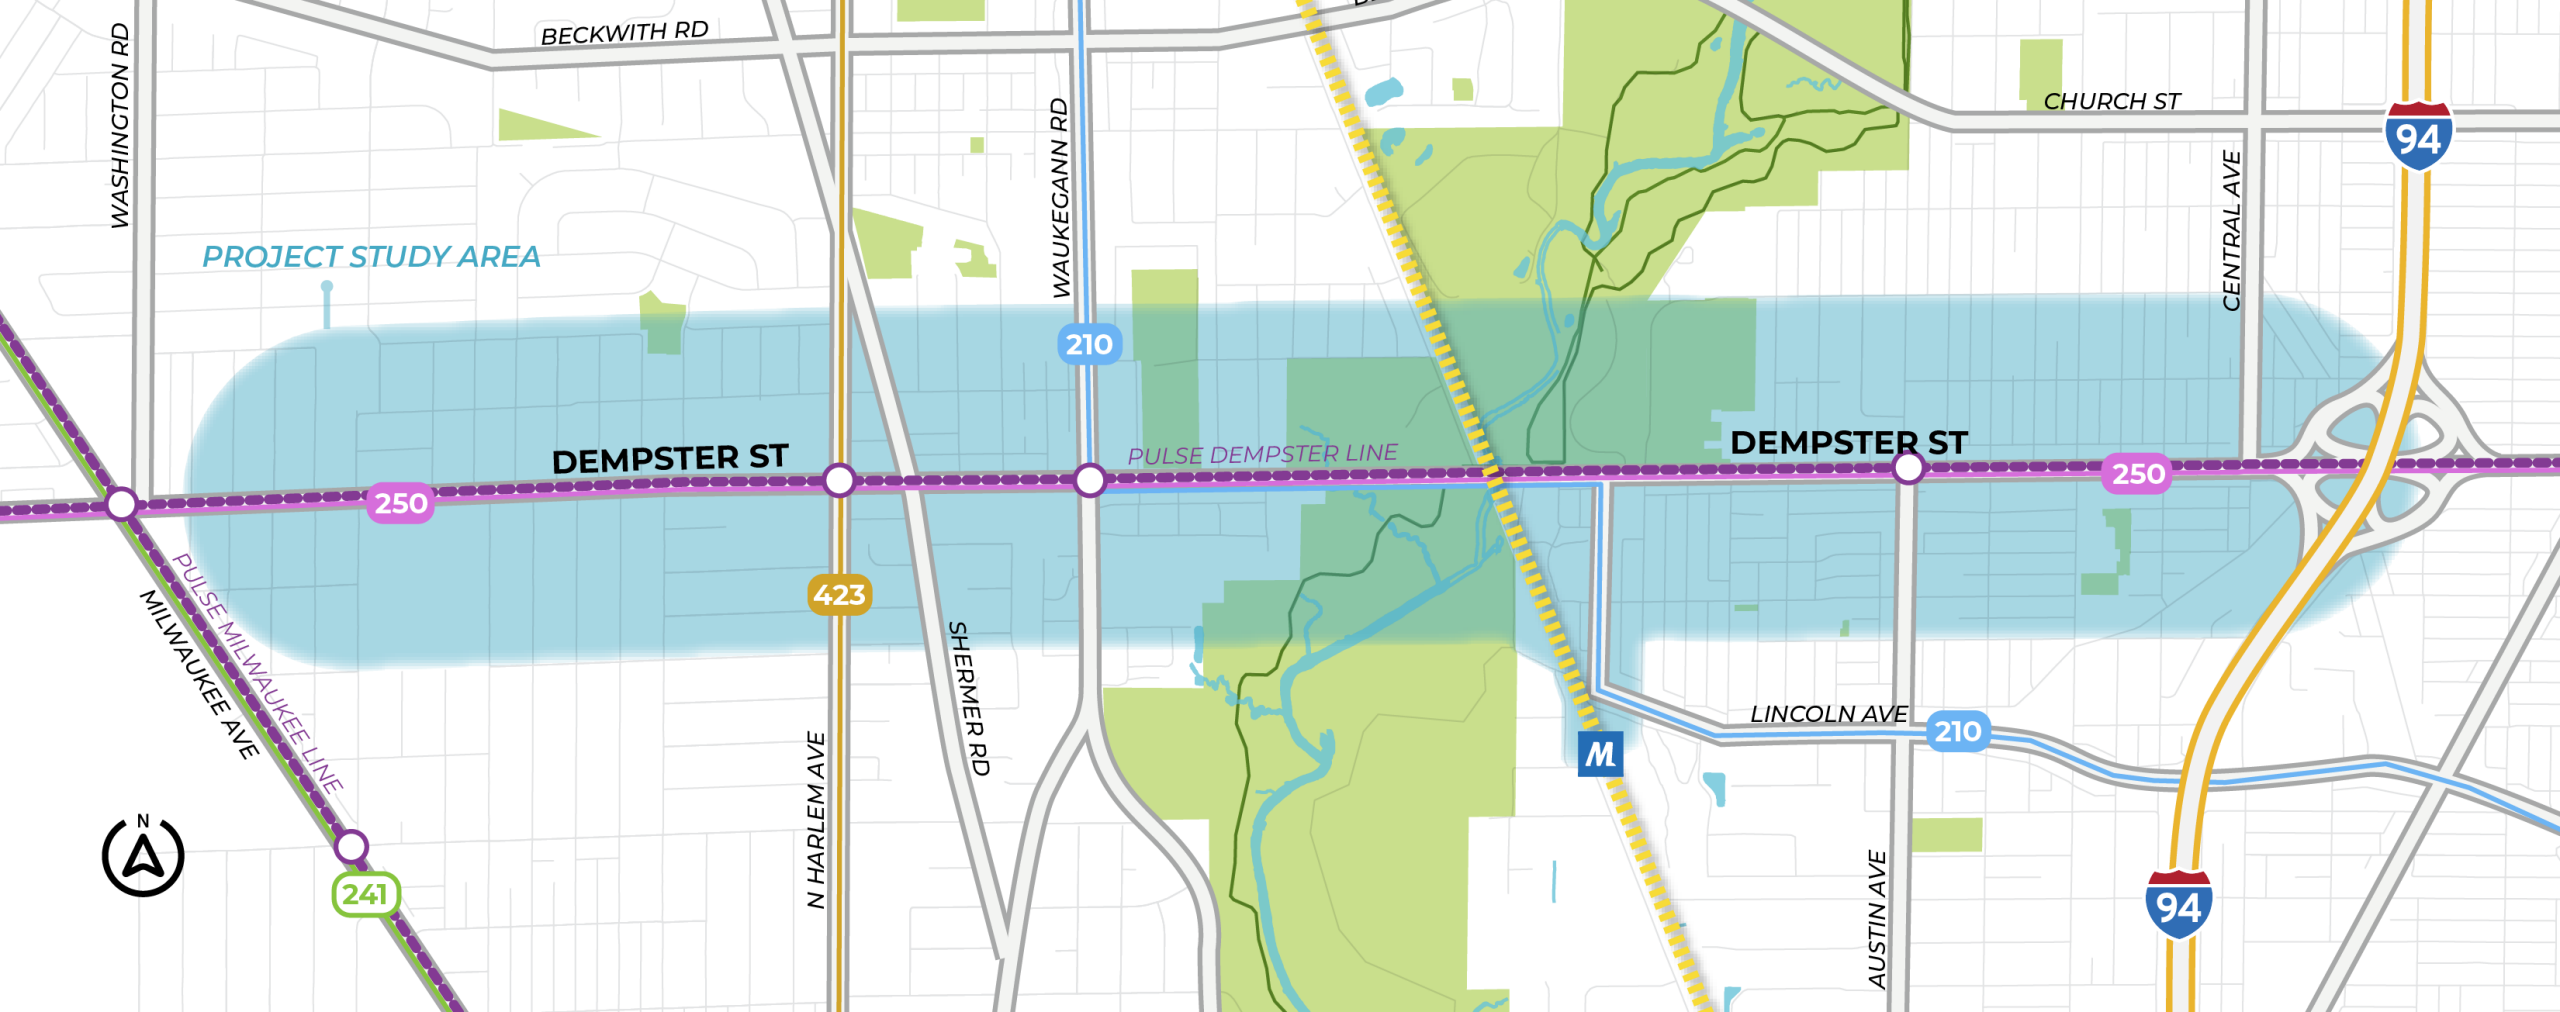 BECKWITH RD
WASHINGTON RD
WAUKEGANN RD
CHURCH ST
94
CENTRAL AVE
PROJECT STUDY AREA
210
DEMPSTER ST
PULSE DEMPSTER LINE
DEMPSTER ST
250
250
PULSE MILWAUKEE LINE
MILWAUKEE AVE
423
SHERMER RD
N HARLEM AVE
M
LINCOLN AVE
210
N
241
AUSTIN AVE
94